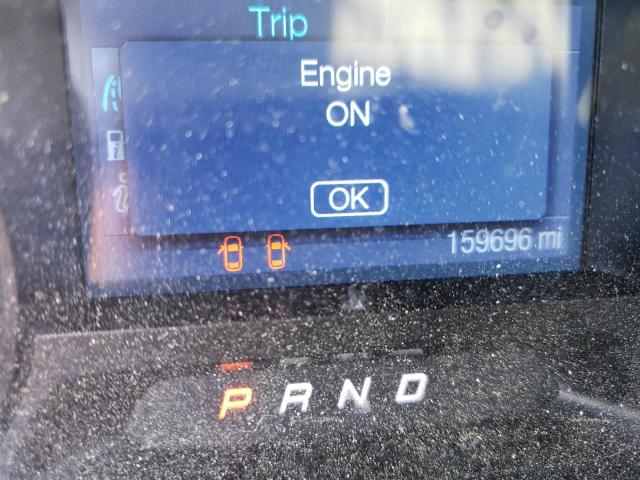 Trip
Engine
ON
OK
159696 mi
P R N D